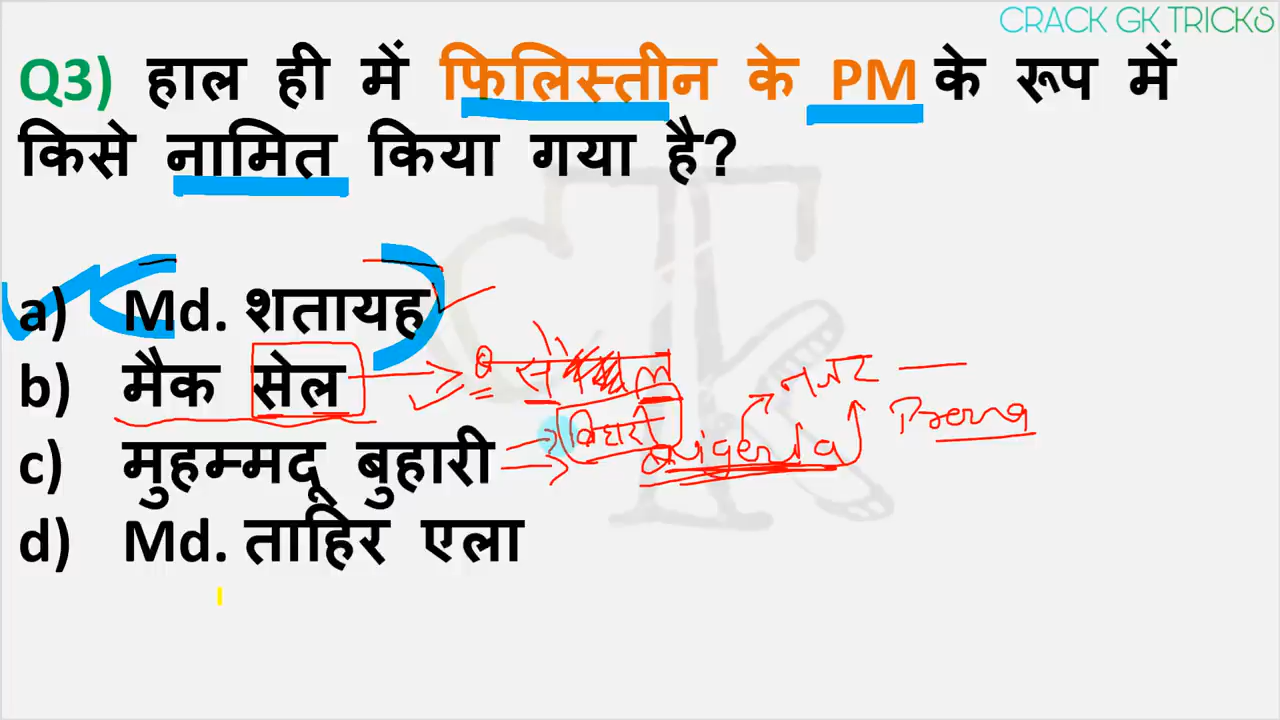 CRACK GK TRICKS
Q3) हाल ही में फिलिस्तीन के PM के रूप में
किसे नामित किया गया है?
a) Md. शतायह
b) मैक सेल
c) मुहम्मदू बुहारी
बिहारी
d) Md. ताहिर एला